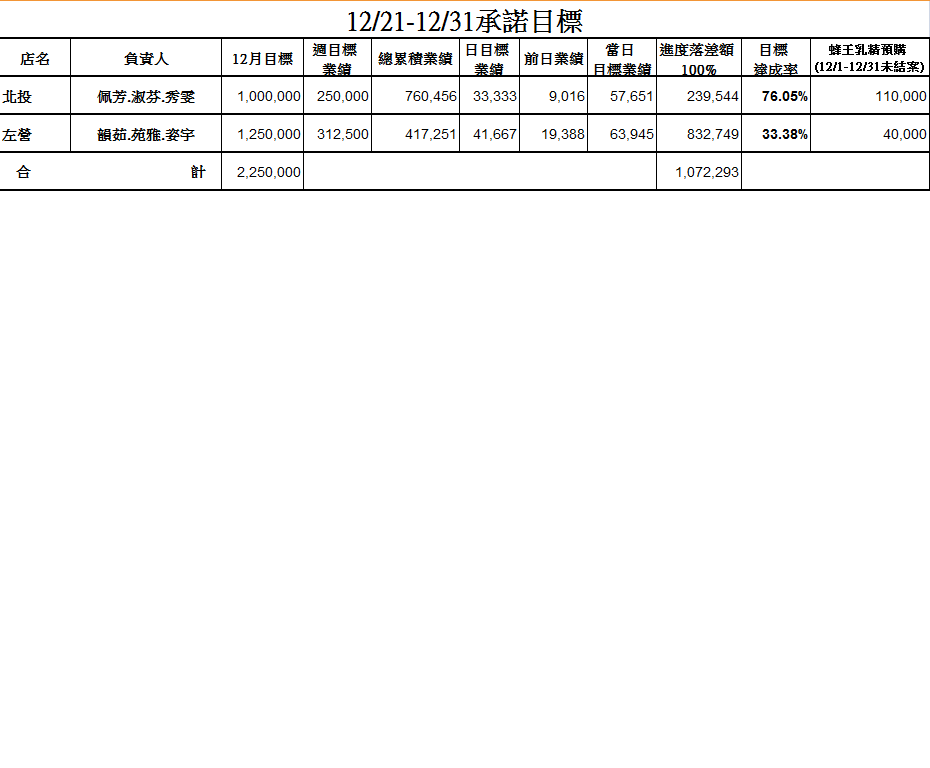 12/21-12/31承諾目標
店名 負責人 12月目標 週目標業績 總累積業績 日目標業績 前日業績 當日目標業績 進度落差額100% 目標達成率 蜂王乳精預購(12/1-12/31未結案)
北投 佩芳.淑芬.秀雯 1,000,000 250,000 760,456 33,333 9,016 57,651 239,544 76.05% 110,000
左營 韻茹.苑雅.姿宇 1,250,000 312,500 417,251 41,667 19,388 63,945 832,749 33.38% 40,000
合 計 2,250,000 1,072,293